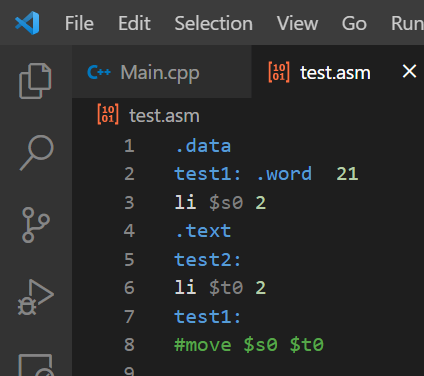 File Edit Selection View Go Run
Main.cpp test.asm
test.asm
1 .data
2 test1: .word 21
3 li $s0 2
4 .text
5 test2:
6 li $t0 2
7 test1:
8 #move $s0 $t0
9